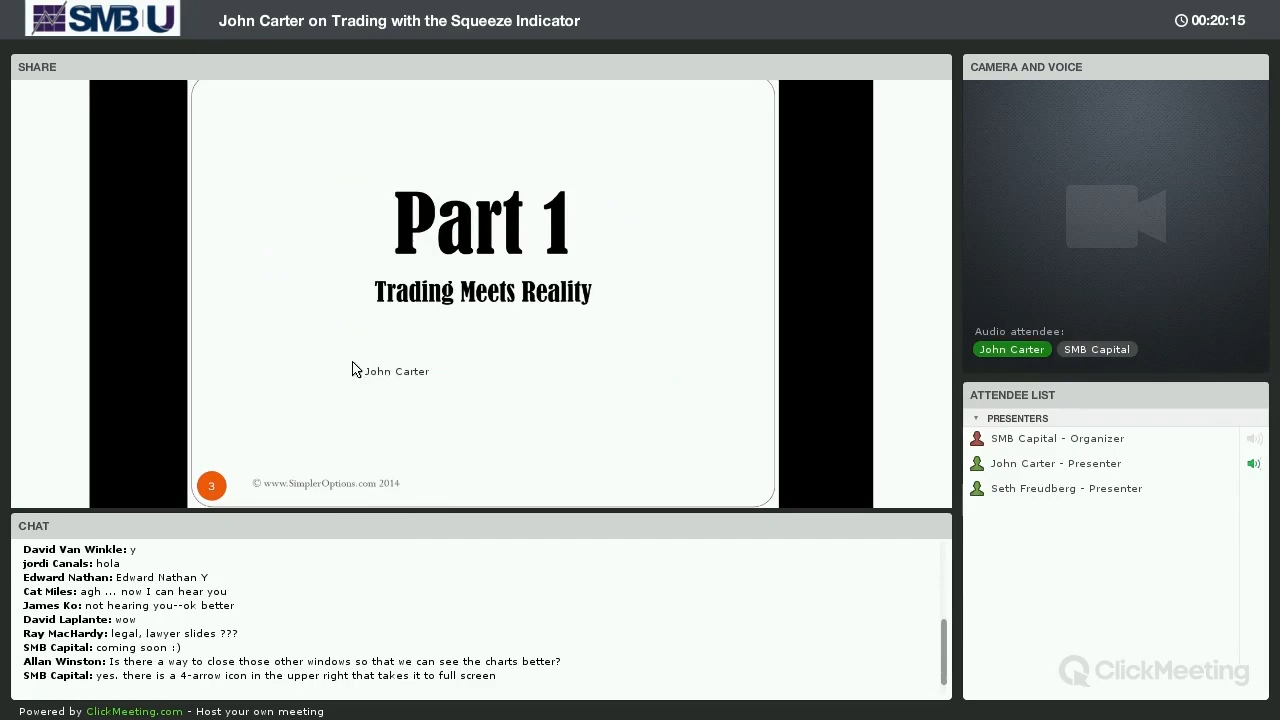 SMB U
John Carter on Trading with the Squeeze Indicator
00:20:15
SHARE
Part 1
Trading Meets Reality
John Carter
3
© www.SimplerOptions.com 2014
CAMERA AND VOICE
Audio attendee:
John Carter
SMB Capital
ATTENDEE LIST
PRESENTERS
SMB Capital - Organizer
John Carter - Presenter
Seth Freudberg - Presenter
CHAT
David Van Winkle: y
jordi Canals: hola
Edward Nathan: Edward Nathan Y
Cat Miles: agh ... now I can hear you
James Ko: not hearing you--ok better
David Laplante: wow
Ray MacHardy: legal, lawyer slides ???
SMB Capital: coming soon :)
Allan Winston: Is there a way to close those other windows so that we can see the charts better?
SMB Capital: yes. there is a 4-arrow icon in the upper right that takes it to full screen
ClickMeeting
Powered by ClickMeeting.com - Host your own meeting